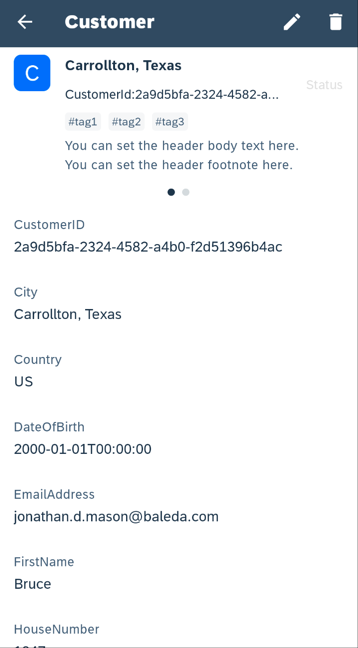 Customer
C
Carrollton, Texas
CustomerId:2a9d5bfa-2324-4582-a...
Status
#tag1 #tag2 #tag3
You can set the header body text here.
You can set the header footnote here.
CustomerID
2a9d5bfa-2324-4582-a4b0-f2d51396b4ac
City
Carrollton, Texas
Country
US
DateOfBirth
2000-01-01T00:00:00
EmailAddress
jonathan.d.mason@baleda.com
FirstName
Bruce
HouseNumber